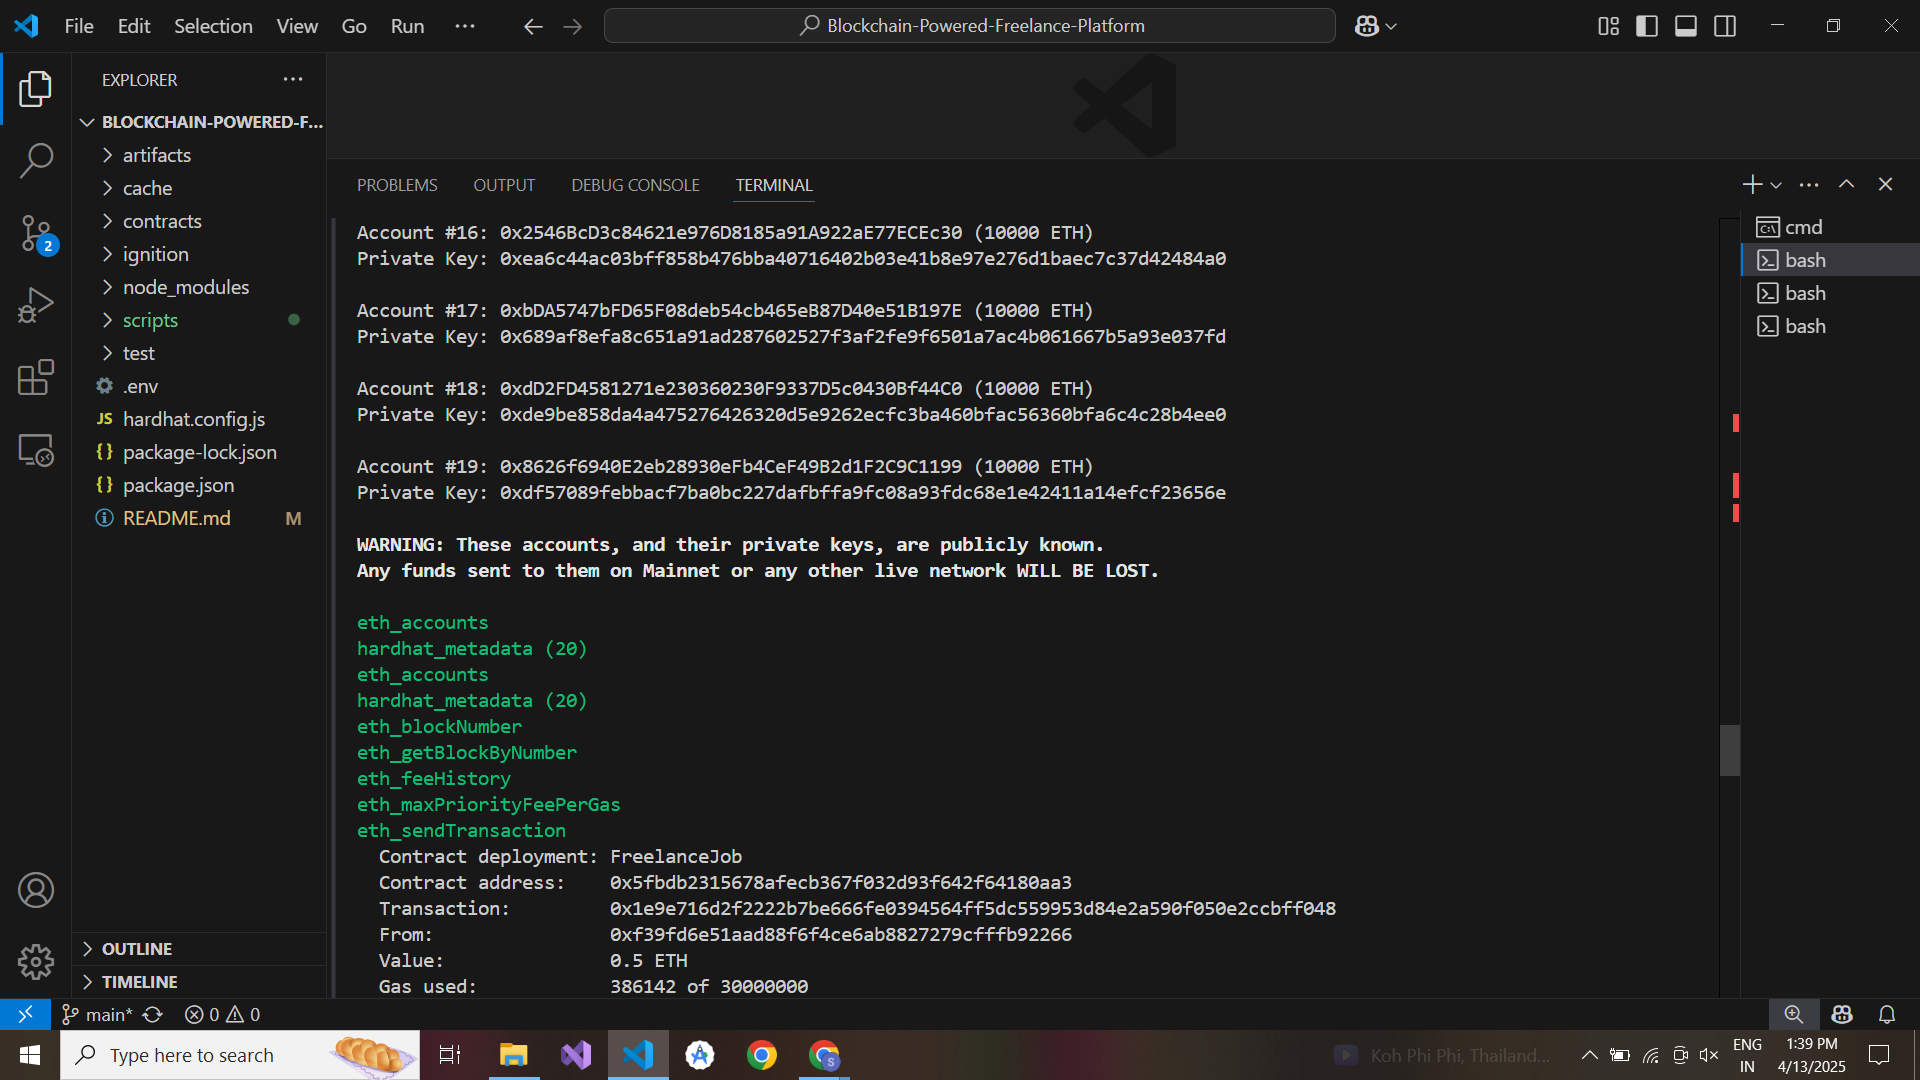 File Edit Selection View Go Run ···
Blockchain-Powered-Freelance-Platform
EXPLORER ···
BLOCKCHAIN-POWERED-F...
artifacts
cache
contracts
2
ignition
node_modules
scripts
test
.env
JS hardhat.config.js
{} package-lock.json
{} package.json
README.md M
OUTLINE
TIMELINE
PROBLEMS OUTPUT DEBUG CONSOLE TERMINAL
Account #16: 0x2546BcD3c84621e976D8185a91A922aE77ECEc30 (10000 ETH)
Private Key: 0xea6c44ac03bff858b476bba40716402b03e41b8e97e276d1baec7c37d42484a0
Account #17: 0xbDA5747bFD65F08deb54cb465eB87D40e51B197E (10000 ETH)
Private Key: 0x689af8efa8c651a91ad287602527f3af2fe9f6501a7ac4b061667b5a93e037fd
Account #18: 0xdD2FD4581271e230360230F9337D5c0430Bf44C0 (10000 ETH)
Private Key: 0xde9be858da4a475276426320d5e9262ecfc3ba460bfac56360bfa6c4c28b4ee0
Account #19: 0x8626f6940E2eb28930eFb4CeF49B2d1F2C9C1199 (10000 ETH)
Private Key: 0xdf57089febbacf7ba0bc227dafbffa9fc08a93fdc68e1e42411a14efcf23656e
WARNING: These accounts, and their private keys, are publicly known.
Any funds sent to them on Mainnet or any other live network WILL BE LOST.
eth_accounts
hardhat_metadata (20)
eth_accounts
hardhat_metadata (20)
eth_blockNumber
eth_getBlockByNumber
eth_feeHistory
eth_maxPriorityFeePerGas
eth_sendTransaction
Contract deployment: FreelanceJob
Contract address: 0x5fbdb2315678afecb367f032d93f642f64180aa3
Transaction: 0x1e9e716d2f2222b7be666fe0394564ff5dc559953d84e2a590f050e2ccbff048
From: 0xf39fd6e51aad88f6f4ce6ab8827279cfffb92266
Value: 0.5 ETH
Gas used: 386142 of 30000000
cmd
bash
bash
bash
main* 0 0
Type here to search
Koh Phi Phi, Thailand...
ENG
IN
1:39 PM
4/13/2025